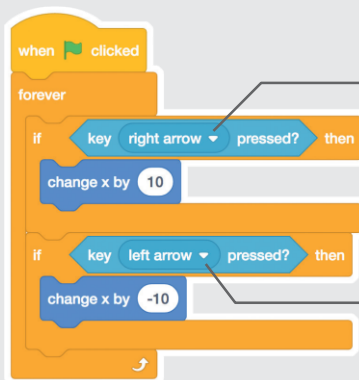 when clicked
forever
if key right arrow pressed? then
change x by 10
if key left arrow pressed? then
change x by -10